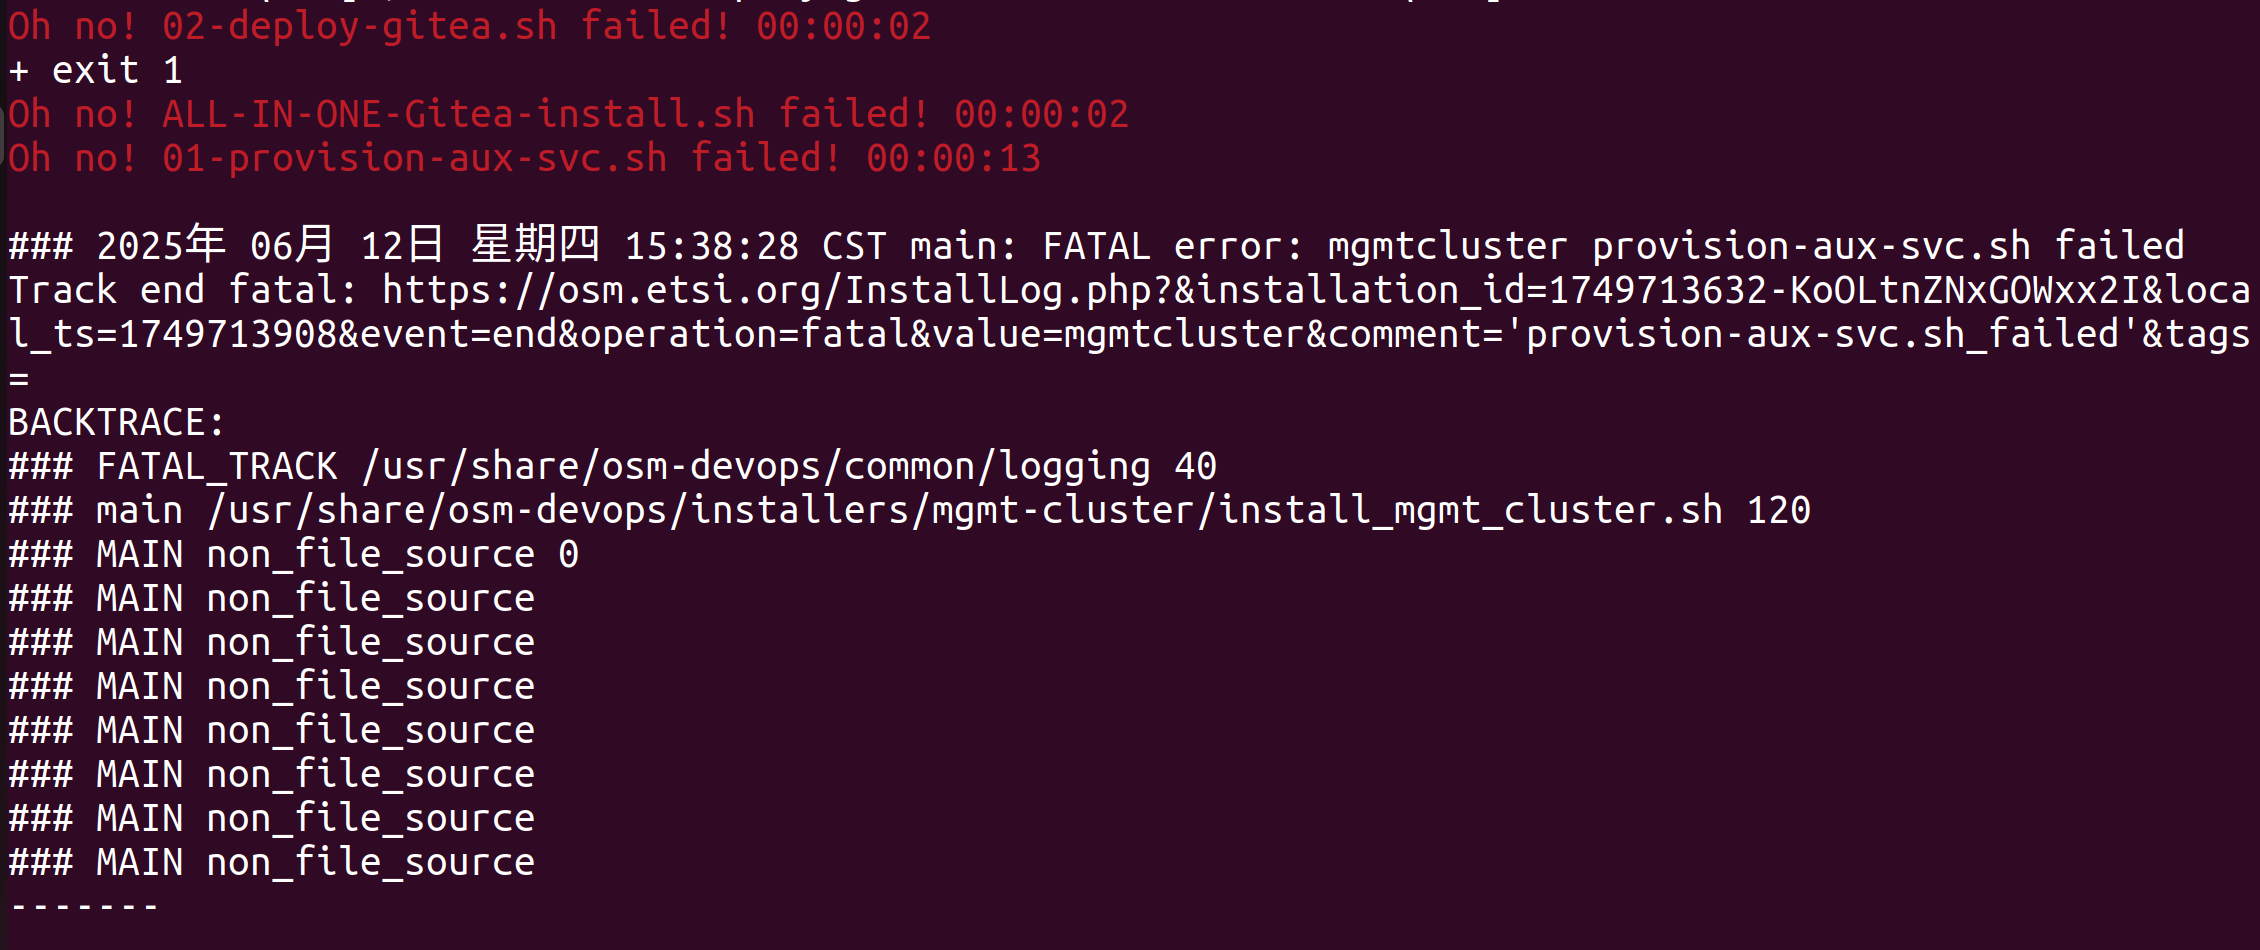 Oh no! 02-deploy-gitea.sh failed! 00:00:02
+ exit 1
Oh no! ALL-IN-ONE-Gitea-install.sh failed! 00:00:02
Oh no! 01-provision-aux-svc.sh failed! 00:00:13
### 2025年 06月 12日 星期四 15:38:28 CST main: FATAL error: mgmtcluster provision-aux-svc.sh failed
Track end fatal: https://osm.etsi.org/InstallLog.php?&installation_id=1749713632-KoOLtnZNxGOWxx2I&loca
l_ts=1749713908&event=end&operation=fatal&value=mgmtcluster&comment='provision-aux-svc.sh_failed'&tags
=
BACKTRACE:
### FATAL_TRACK /usr/share/osm-devops/common/logging 40
### main /usr/share/osm-devops/installers/mgmt-cluster/install_mgmt_cluster.sh 120
### MAIN non_file_source 0
### MAIN non_file_source
### MAIN non_file_source
### MAIN non_file_source
### MAIN non_file_source
### MAIN non_file_source
### MAIN non_file_source
### MAIN non_file_source
-------